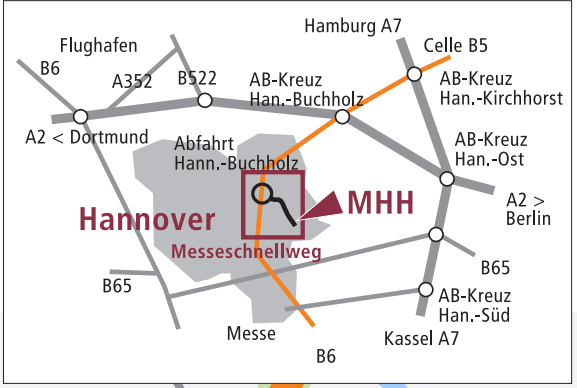 Hamburg A7
Flughafen
Celle B5
B6
A352
B522
AB-Kreuz
Han.-Buchholz
AB-Kreuz
Han.-Kirchhorst
A2 < Dortmund
Abfahrt
Hann.-Buchholz
AB-Kreuz
Han.-Ost
A2 >
Berlin
Hannover
MHH
Messeschnellweg
B65
B65
AB-Kreuz
Han.-Süd
Messe
Kassel A7
B6